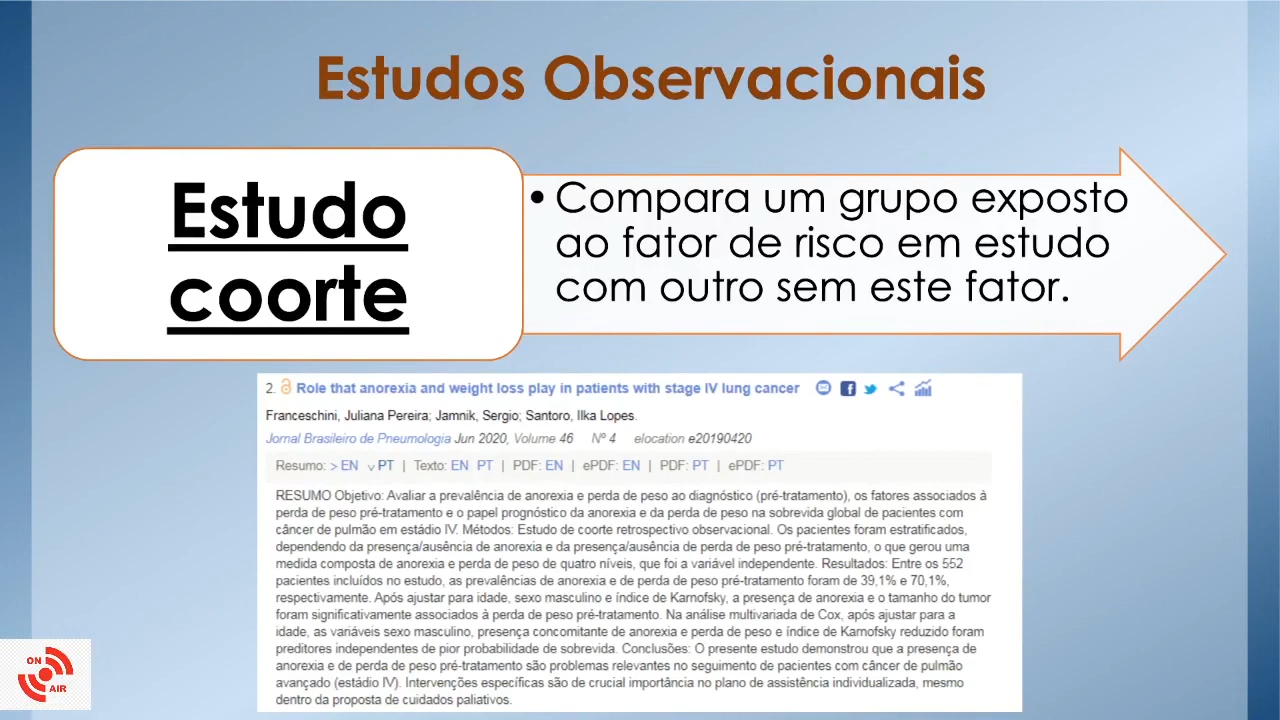 Estudos Observacionais
Estudo
coorte
• Compara um grupo exposto
ao fator de risco em estudo
com outro sem este fator.
2. Role that anorexia and weight loss play in patients with stage IV lung cancer
Franceschini, Juliana Pereira; Jamnik, Sergio; Santoro, Ilka Lopes.
Jornal Brasileiro de Pneumologia Jun 2020, Volume 46 Nº 4 elocation e20190420
Resumo: > EN v PT | Texto: EN PT | PDF: EN | ePDF: EN | PDF: PT | ePDF: PT
RESUMO Objetivo: Avaliar a prevalência de anorexia e perda de peso ao diagnóstico (pré-tratamento), os fatores associados à
perda de peso pré-tratamento e o papel prognóstico da anorexia e da perda de peso na sobrevida global de pacientes com
câncer de pulmão em estádio IV. Métodos: Estudo de coorte retrospectivo observacional. Os pacientes foram estratificados,
dependendo da presença/ausência de anorexia e da presença/ausência de perda de peso pré-tratamento, o que gerou uma
medida composta de anorexia e perda de peso de quatro níveis, que foi a variável independente. Resultados: Entre os 552
pacientes incluídos no estudo, as prevalências de anorexia e de perda de peso pré-tratamento foram de 39,1% e 70,1%,
respectivamente. Após ajustar para idade, sexo masculino e índice de Karnofsky, a presença de anorexia e o tamanho do tumor
foram significativamente associados à perda de peso pré-tratamento. Na análise multivariada de Cox, após ajustar para a
idade, as variáveis sexo masculino, presença concomitante de anorexia e perda de peso e índice de Karnofsky reduzido foram
preditores independentes de pior probabilidade de sobrevida. Conclusões: O presente estudo demonstrou que a presença de
anorexia e de perda de peso pré-tratamento são problemas relevantes no seguimento de pacientes com câncer de pulmão
avançado (estádio IV). Intervenções específicas são de crucial importância no plano de assistência individualizada, mesmo
dentro da proposta de cuidados paliativos.
ON
AIR